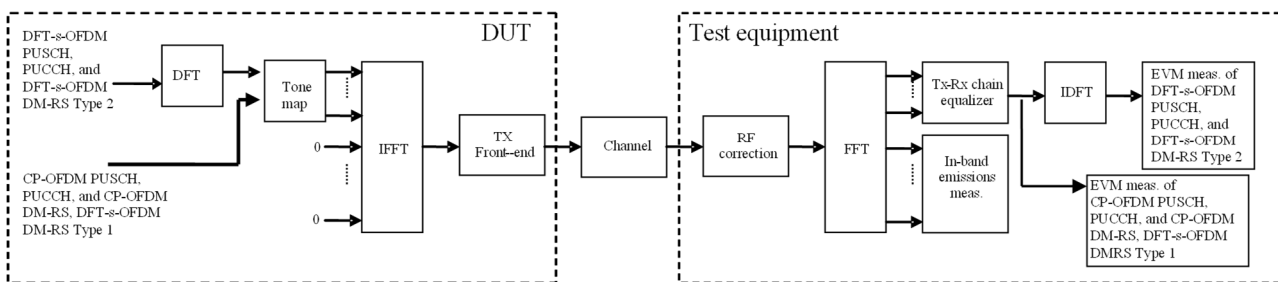 DUT
DFT-s-OFDM
PUSCH,
PUCCH, and
DFT-s-OFDM
DM-RS Type 2
DFT
Tone
map
CP-OFDM PUSCH,
PUCCH, and CP-OFDM
DM-RS, DFT-s-OFDM
DM-RS Type 1
0
0
IFFT
TX
Front--end
Channel
Test equipment
RF
correction
FFT
Tx-Rx chain
equalizer
In-band
emissions
meas.
IDFT
EVM meas. of
DFT-s-OFDM
PUSCH,
PUCCH, and
DFT-s-OFDM
DM-RS Type 2
EVM meas. of
CP-OFDM PUSCH,
PUCCH, and CP-OFDM
DM-RS, DFT-s-OFDM
DMRS Type 1